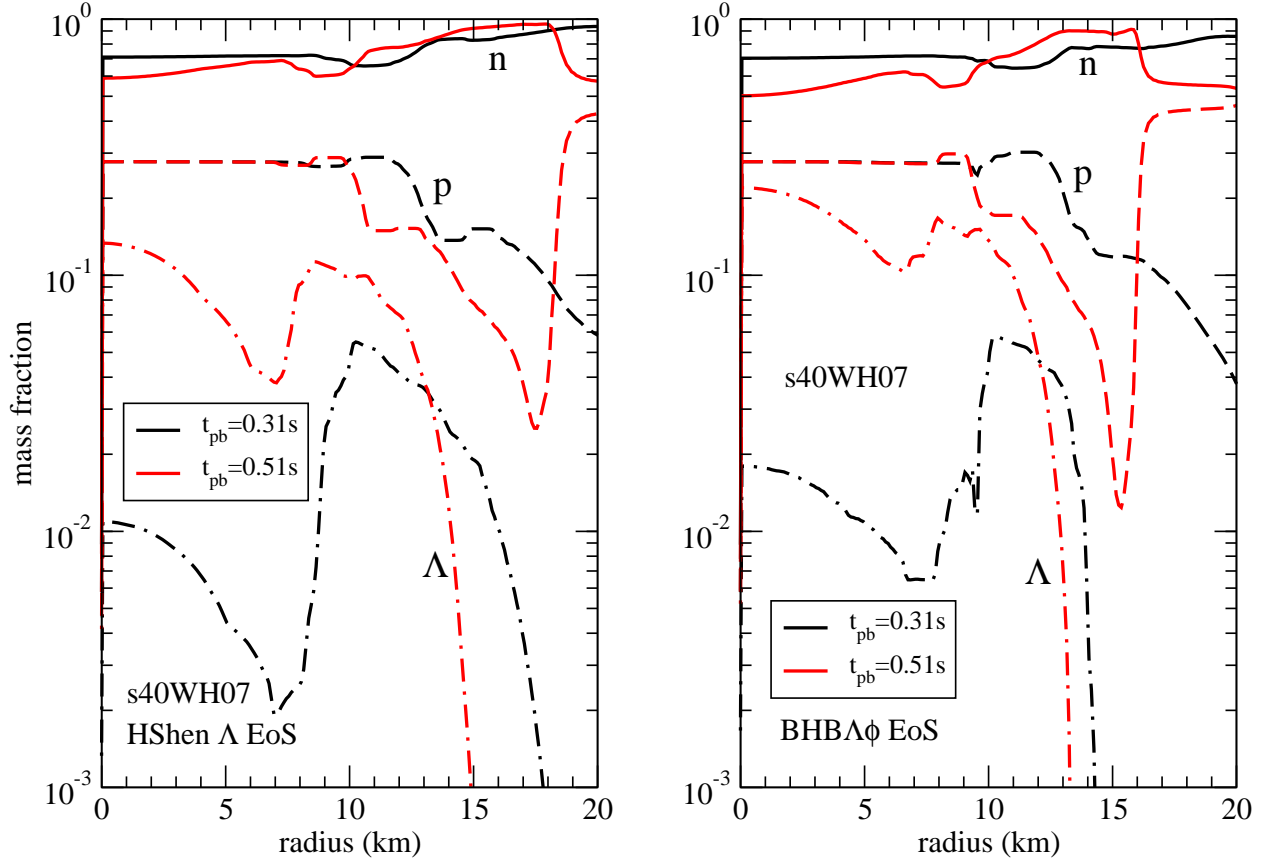 10^0
10^-1
10^-2
10^-3
mass fraction
n
p
Λ
t_pb=0.31s
t_pb=0.51s
s40WH07
HShen Λ EoS
0 5 10 15 20
radius (km)
10^0
10^-1
10^-2
10^-3
n
p
s40WH07
Λ
t_pb=0.31s
t_pb=0.51s
BHBΛϕ EoS
0 5 10 15 20
radius (km)